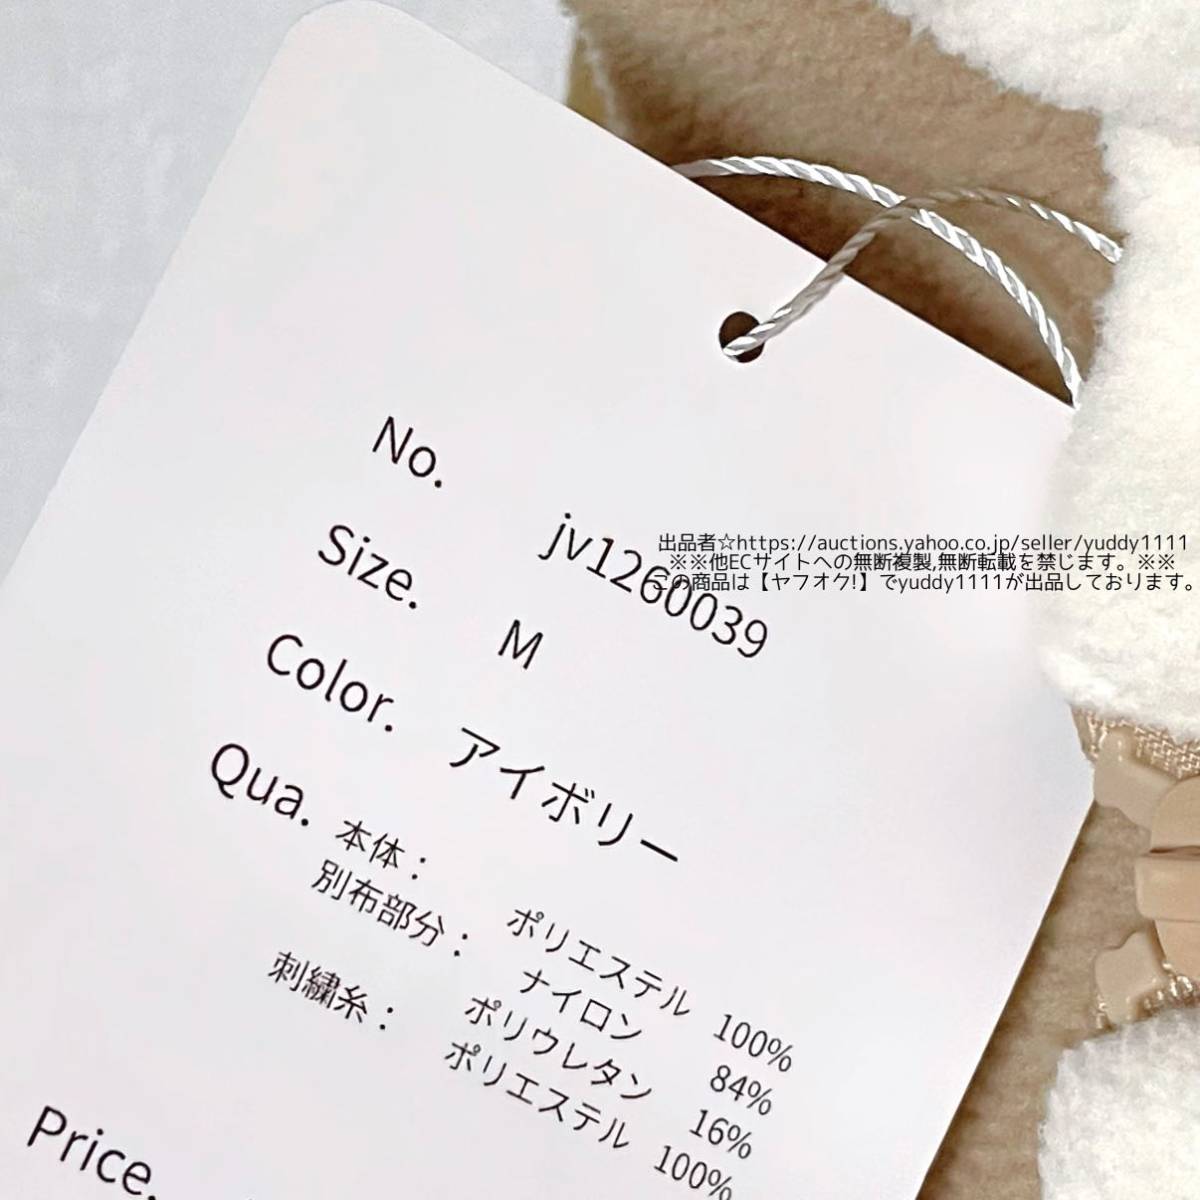 No. jv1260039
Size. M
Color. アイボリー
Qua. 本体： ポリエステル 100%
別布部分： ナイロン 84%
ポリウレタン 16%
刺繍糸： ポリエステル 100%
Price.
出品者☆https://auctions.yahoo.co.jp/seller/yuddy1111
※※他ECサイトへの無断複製,無断転載を禁じます。※※
この商品は【ヤフオク!】でyuddy1111が出品しております。